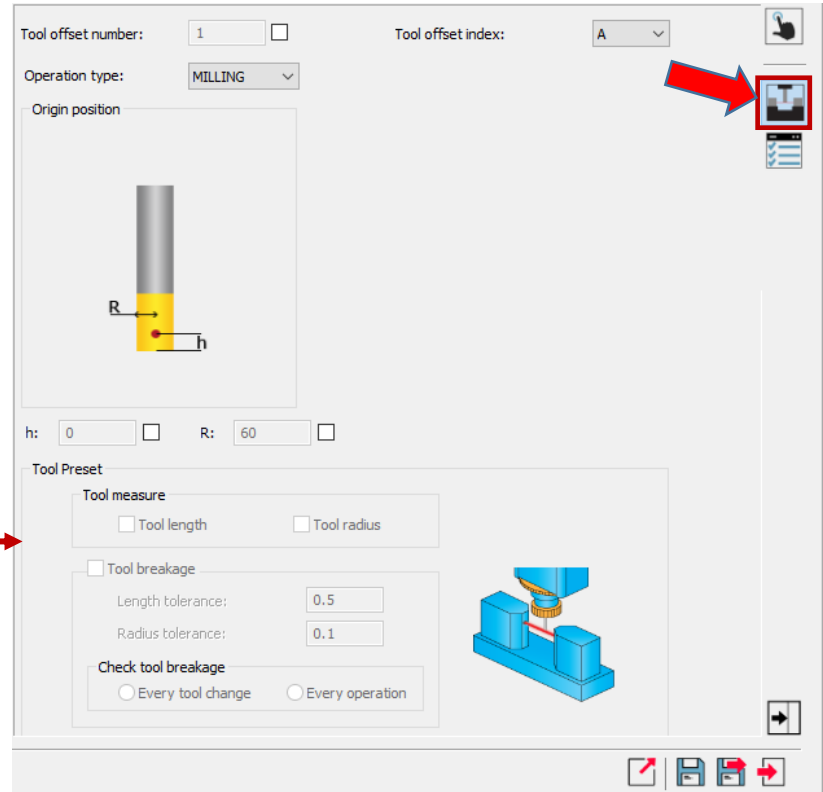 Tool offset number: 1 Tool offset index: A
Operation type: MILLING
Origin position
R
h
h: 0 R: 60
Tool Preset
Tool measure
Tool length Tool radius
Tool breakage
Length tolerance: 0.5
Radius tolerance: 0.1
Check tool breakage
Every tool change Every operation